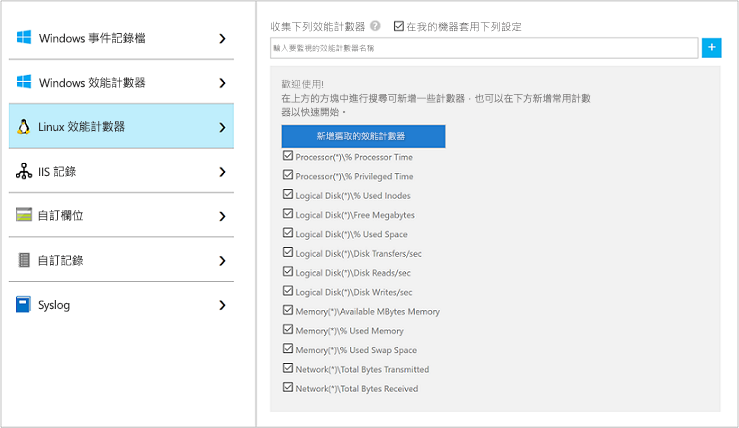 Windows 事件記錄檔
Windows 效能計數器
Linux 效能計數器
IIS 記錄
自訂欄位
自訂記錄
Syslog
收集下列效能計數器 ? 在我的機器套用下列設定
輸入要監視的效能計數器名稱
+
歡迎使用!
在上方的方塊中進行搜尋可新增一些計數器，也可以在下方新增常用計數
器以快速開始。
新增選取的效能計數器
Processor(*)\% Processor Time
Processor(*)\% Privileged Time
Logical Disk(*)\% Used Inodes
Logical Disk(*)\Free Megabytes
Logical Disk(*)\% Used Space
Logical Disk(*)\Disk Transfers/sec
Logical Disk(*)\Disk Reads/sec
Logical Disk(*)\Disk Writes/sec
Memory(*)\Available MBytes Memory
Memory(*)\% Used Memory
Memory(*)\% Used Swap Space
Network(*)\Total Bytes Transmitted
Network(*)\Total Bytes Received